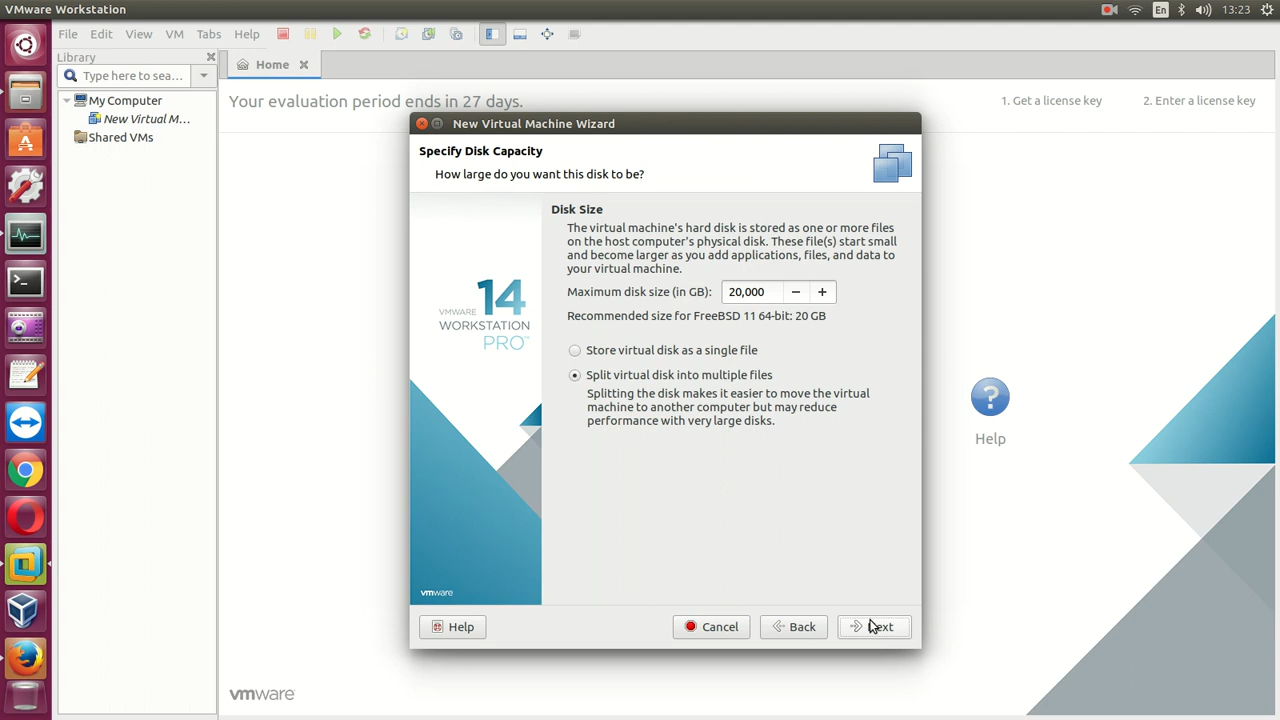 VMware Workstation
En
13:23
File Edit View VM Tabs Help
Library
Type here to sea...
My Computer
New Virtual M...
Shared VMs
Home
Your evaluation period ends in 27 days.
1. Get a license key
2. Enter a license key
New Virtual Machine Wizard
Specify Disk Capacity
How large do you want this disk to be?
14
VMWARE
WORKSTATION
PRO™
vmware
Disk Size
The virtual machine's hard disk is stored as one or more files
on the host computer's physical disk. These file(s) start small
and become larger as you add applications, files, and data to
your virtual machine.
Maximum disk size (in GB): 20,000
Recommended size for FreeBSD 11 64-bit: 20 GB
Store virtual disk as a single file
Split virtual disk into multiple files
Splitting the disk makes it easier to move the virtual
machine to another computer but may reduce
performance with very large disks.
Help
Cancel
Back
Next
Help
vmware